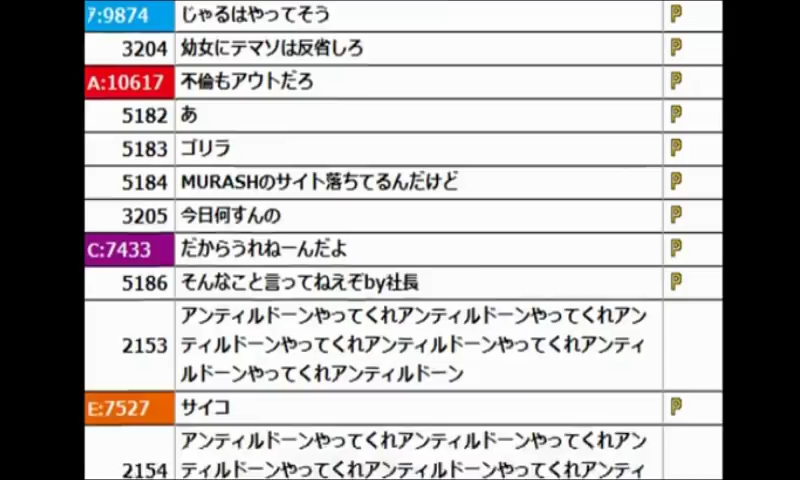 ｱ:9874 じゃるはやってそう P
3204 幼女にテマソは反省しろ P
A:10617 不倫もアウトだろ P
5182 あ P
5183 ゴリラ P
5184 MURASHのサイト落ちてるんだけど P
3205 今日何すんの P
C:7433 だからうれねーんだよ P
5186 そんなこと言ってねえぞby社長 P
アンティルドーンやってくれアンティルドーンやってくれアン
2153 ティルドーンやってくれアンティルドーンやってくれアンティ
ルドーンやってくれアンティルドーン
E:7527 サイコ P
アンティルドーンやってくれアンティルドーンやってくれアン
2154 ティルドーンやってくれアンティルドーンやってくれアンティ